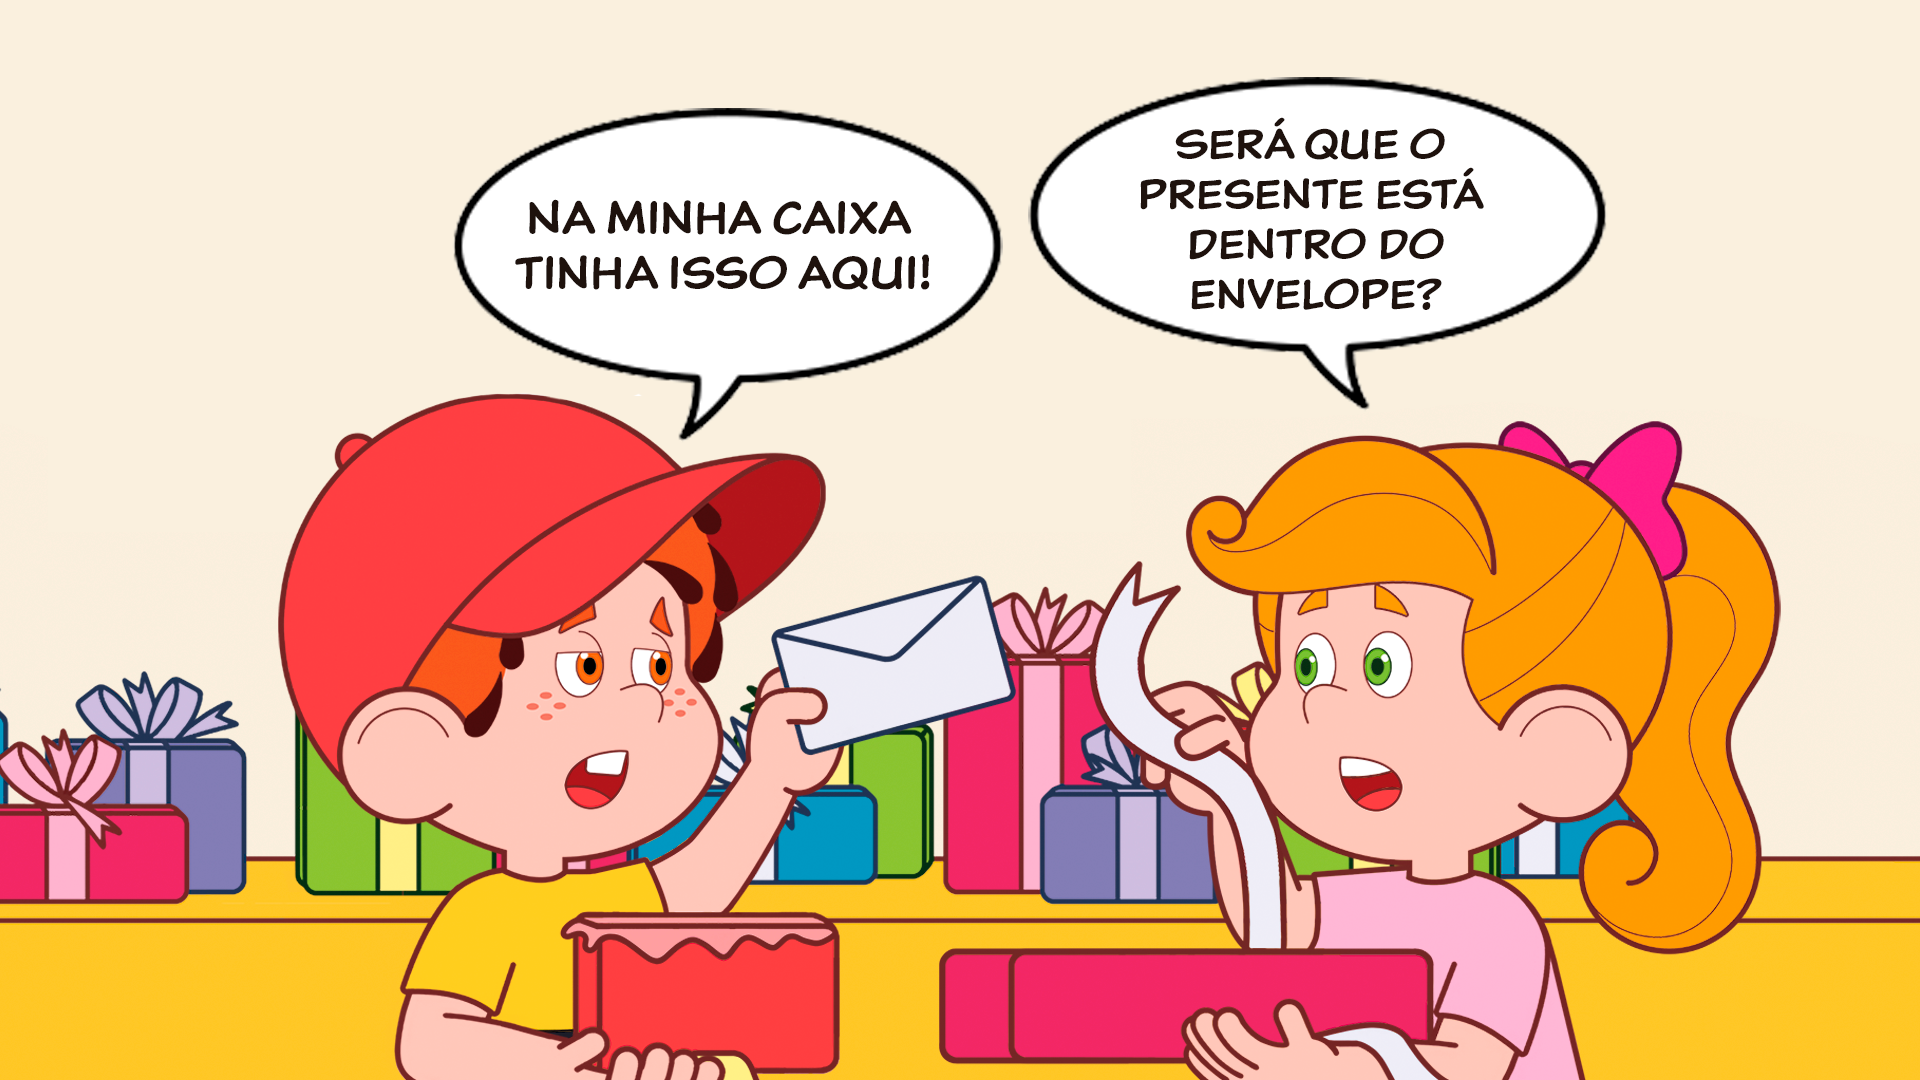 NA MINHA CAIXA
TINHA ISSO AQUI!
SERÁ QUE O
PRESENTE ESTÁ
DENTRO DO
ENVELOPE?